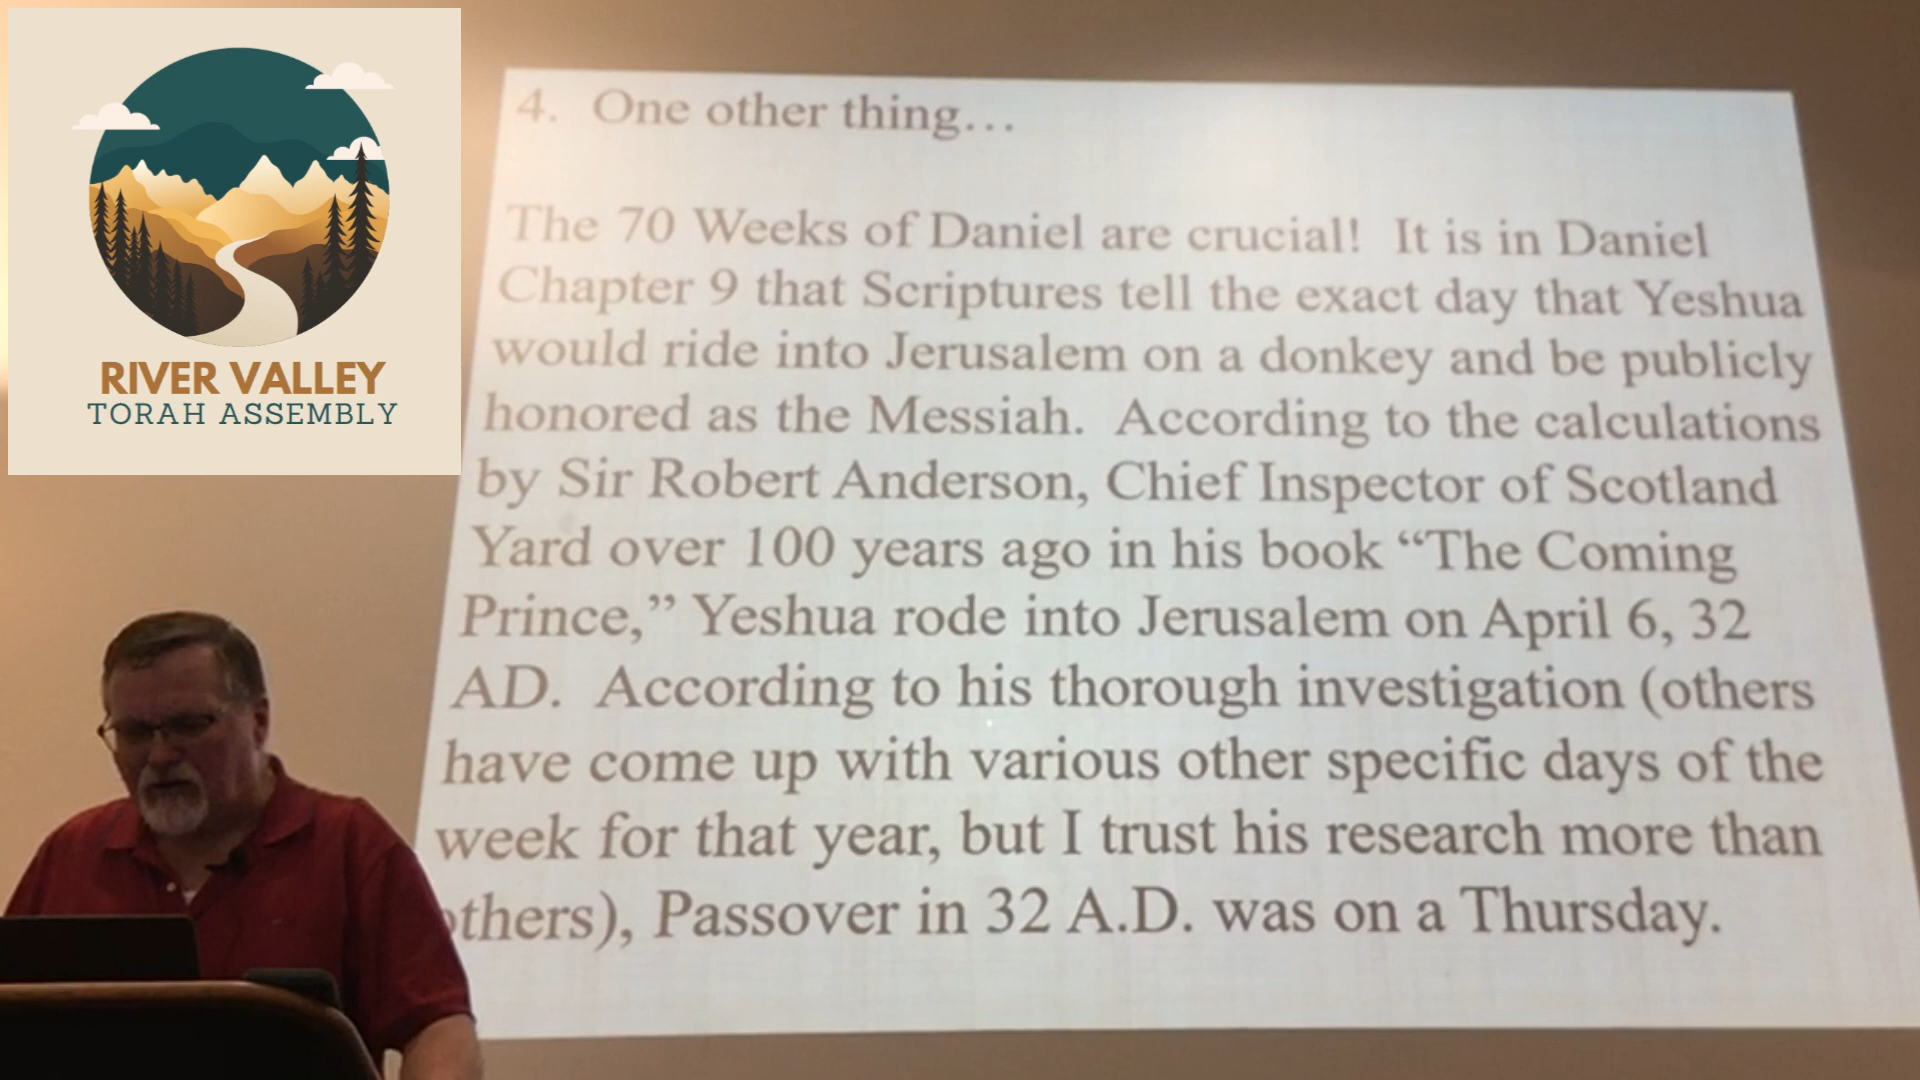 RIVER VALLEY
TORAH ASSEMBLY
4. One other thing…
The 70 Weeks of Daniel are crucial! It is in Daniel
Chapter 9 that Scriptures tell the exact day that Yeshua
would ride into Jerusalem on a donkey and be publicly
honored as the Messiah. According to the calculations
by Sir Robert Anderson, Chief Inspector of Scotland
Yard over 100 years ago in his book “The Coming
Prince,” Yeshua rode into Jerusalem on April 6, 32
AD. According to his thorough investigation (others
have come up with various other specific days of the
week for that year, but I trust his research more than
others), Passover in 32 A.D. was on a Thursday.